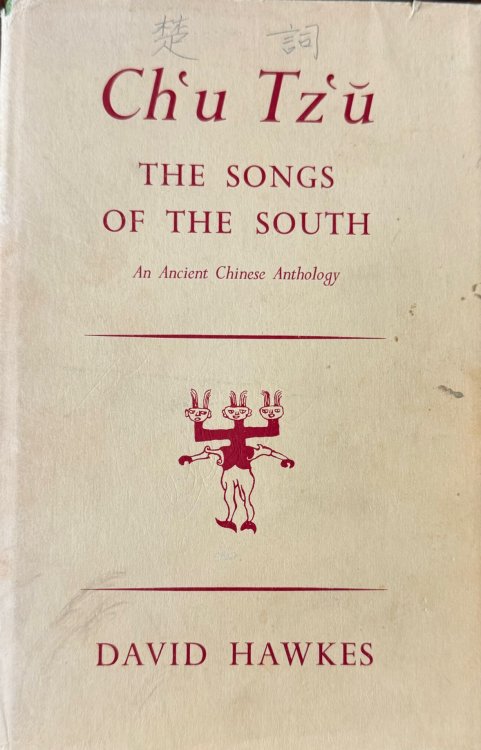 楚 詞
Ch‘u Tz‘ŭ
THE SONGS
OF THE SOUTH
An Ancient Chinese Anthology
DAVID HAWKES